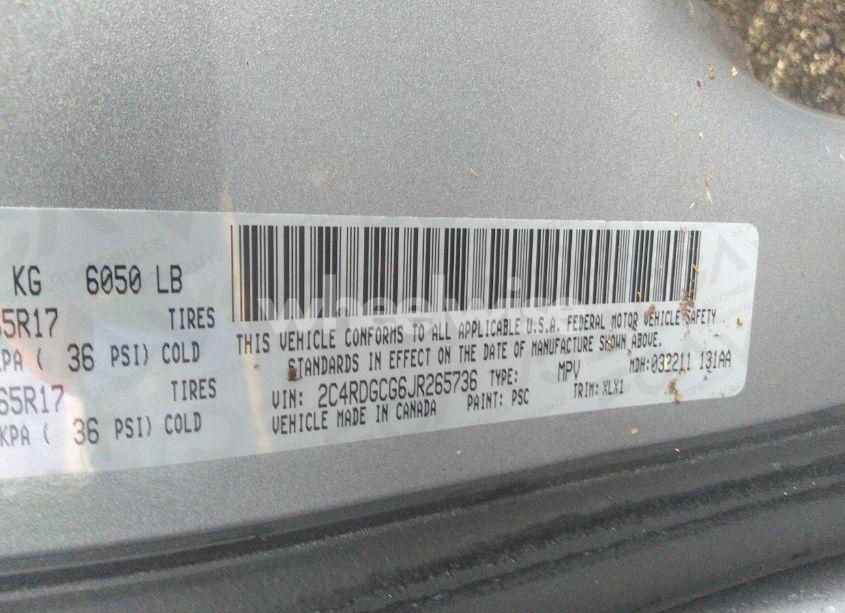 KG 6050 LB
65R17 TIRES
KPA ( 36 PSI) COLD
65R17 TIRES
KPA ( 36 PSI) COLD
THIS VEHICLE CONFORMS TO ALL APPLICABLE U.S.A. FEDERAL MOTOR VEHICLE SAFETY
STANDARDS IN EFFECT ON THE DATE OF MANUFACTURE SHOWN ABOVE.
VIN: 2C4RDGCG6JR265736 TYPE: MPV MDH: 032211 131AA
VEHICLE MADE IN CANADA PAINT: PSC TRIM: XLX1
wheelwise